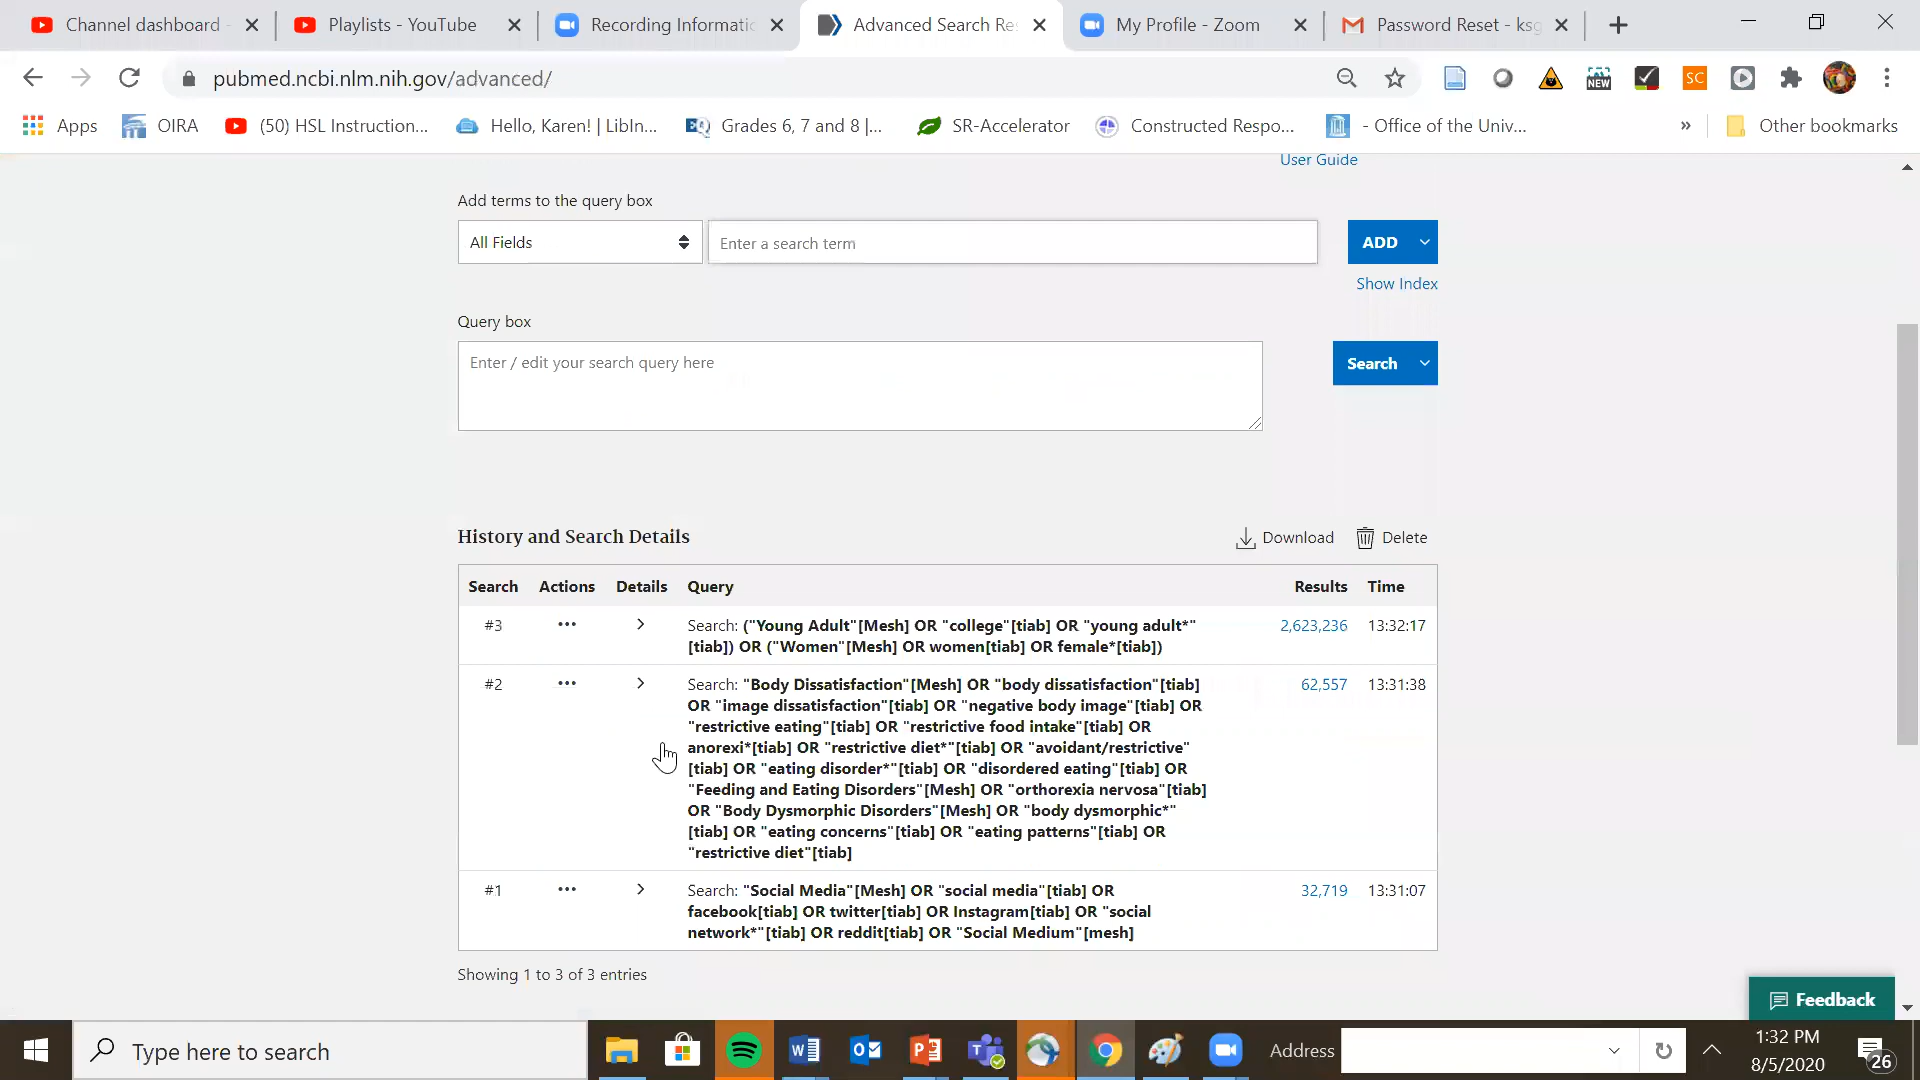 Channel dashboard -
Playlists - YouTube
Recording Informatic
Advanced Search Re
My Profile - Zoom
Password Reset - ksg
pubmed.ncbi.nlm.nih.gov/advanced/
NEW
SC
Apps
OIRA
(50) HSL Instruction...
Hello, Karen! | LibIn...
EQ
Grades 6, 7 and 8 |...
SR-Accelerator
Constructed Respo...
- Office of the Univ...
»
Other bookmarks
User Guide
Add terms to the query box
All Fields
Enter a search term
ADD
Show Index
Query box
Enter / edit your search query here
Search
History and Search Details
Download
Delete
Search Actions Details Query Results Time
#3 ••• Search: ("Young Adult"[Mesh] OR "college"[tiab] OR "young adult*" 2,623,236 13:32:17
[tiab]) OR ("Women"[Mesh] OR women[tiab] OR female*[tiab])
#2 ••• Search: "Body Dissatisfaction"[Mesh] OR "body dissatisfaction"[tiab] 62,557 13:31:38
OR "image dissatisfaction"[tiab] OR "negative body image"[tiab] OR
"restrictive eating"[tiab] OR "restrictive food intake"[tiab] OR
anorexi*[tiab] OR "restrictive diet*"[tiab] OR "avoidant/restrictive"
[tiab] OR "eating disorder*"[tiab] OR "disordered eating"[tiab] OR
"Feeding and Eating Disorders"[Mesh] OR "orthorexia nervosa"[tiab]
OR "Body Dysmorphic Disorders"[Mesh] OR "body dysmorphic*"
[tiab] OR "eating concerns"[tiab] OR "eating patterns"[tiab] OR
"restrictive diet"[tiab]
#1 ••• Search: "Social Media"[Mesh] OR "social media"[tiab] OR 32,719 13:31:07
facebook[tiab] OR twitter[tiab] OR Instagram[tiab] OR "social
network*"[tiab] OR reddit[tiab] OR "Social Medium"[mesh]
Showing 1 to 3 of 3 entries
Feedback
Type here to search
Address
1:32 PM
8/5/2020
26